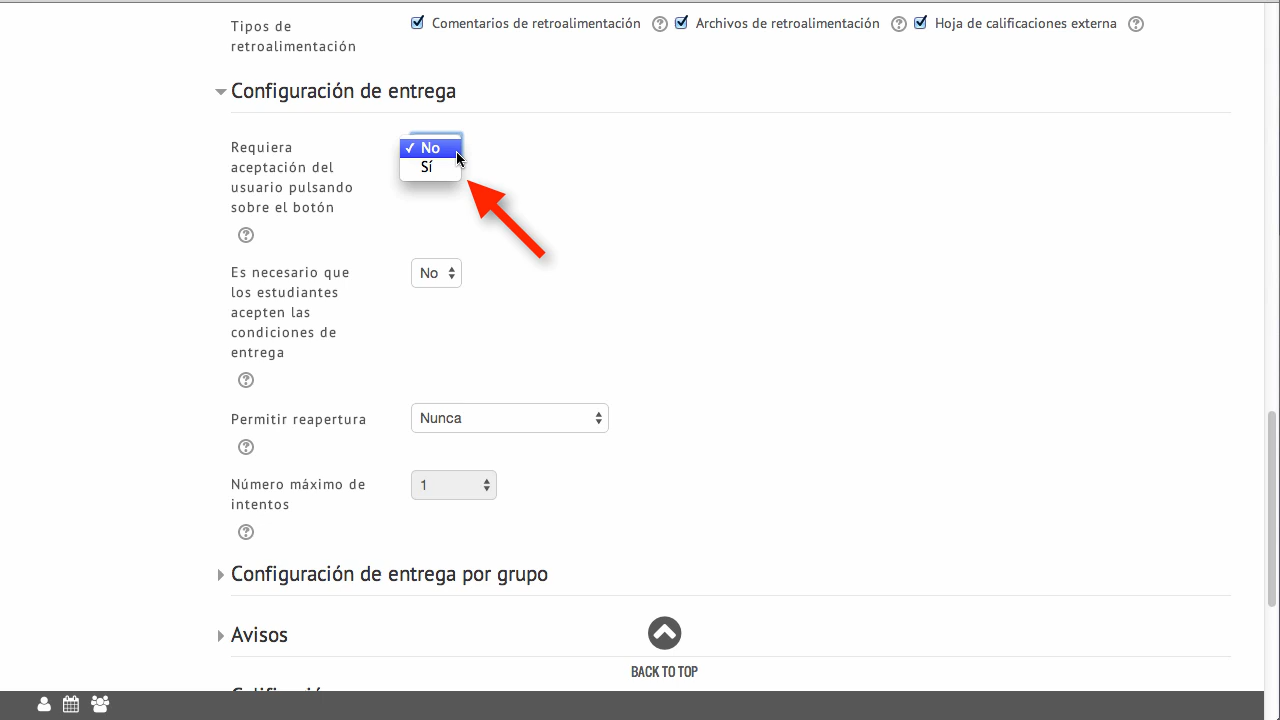 Tipos de
retroalimentación
Comentarios de retroalimentación
Archivos de retroalimentación
Hoja de calificaciones externa
Configuración de entrega
Requiera
aceptación del
usuario pulsando
sobre el botón
✓ No
Sí
Es necesario que
los estudiantes
acepten las
condiciones de
entrega
No
Permitir reapertura
Nunca
Número máximo de
intentos
1
Configuración de entrega por grupo
Avisos
BACK TO TOP